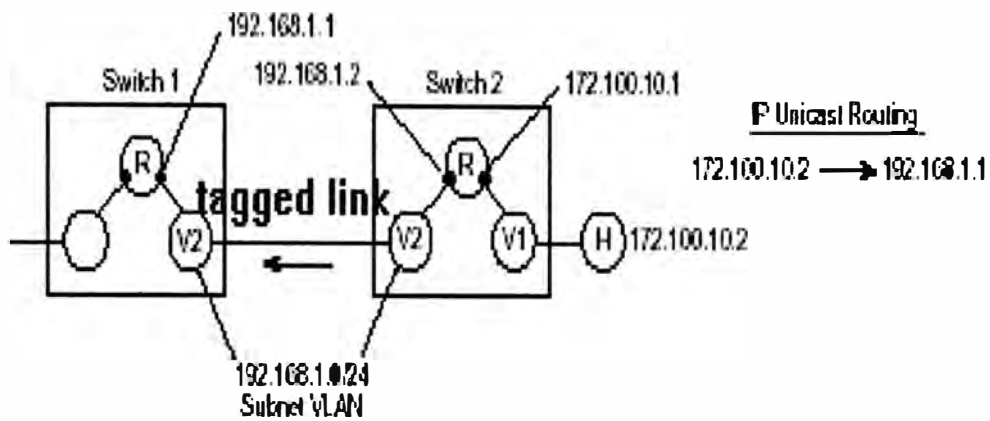 192.168.1.1
Switch 1
192.168.1.2
Switch 2
172.100.10.1
IP Unicast Routing
172.100.10.2 → 192.168.1.1
R
R
tagged link
V2
V2
V1
H
172.100.10.2
192.168.1.0/24
Subnet VLAN